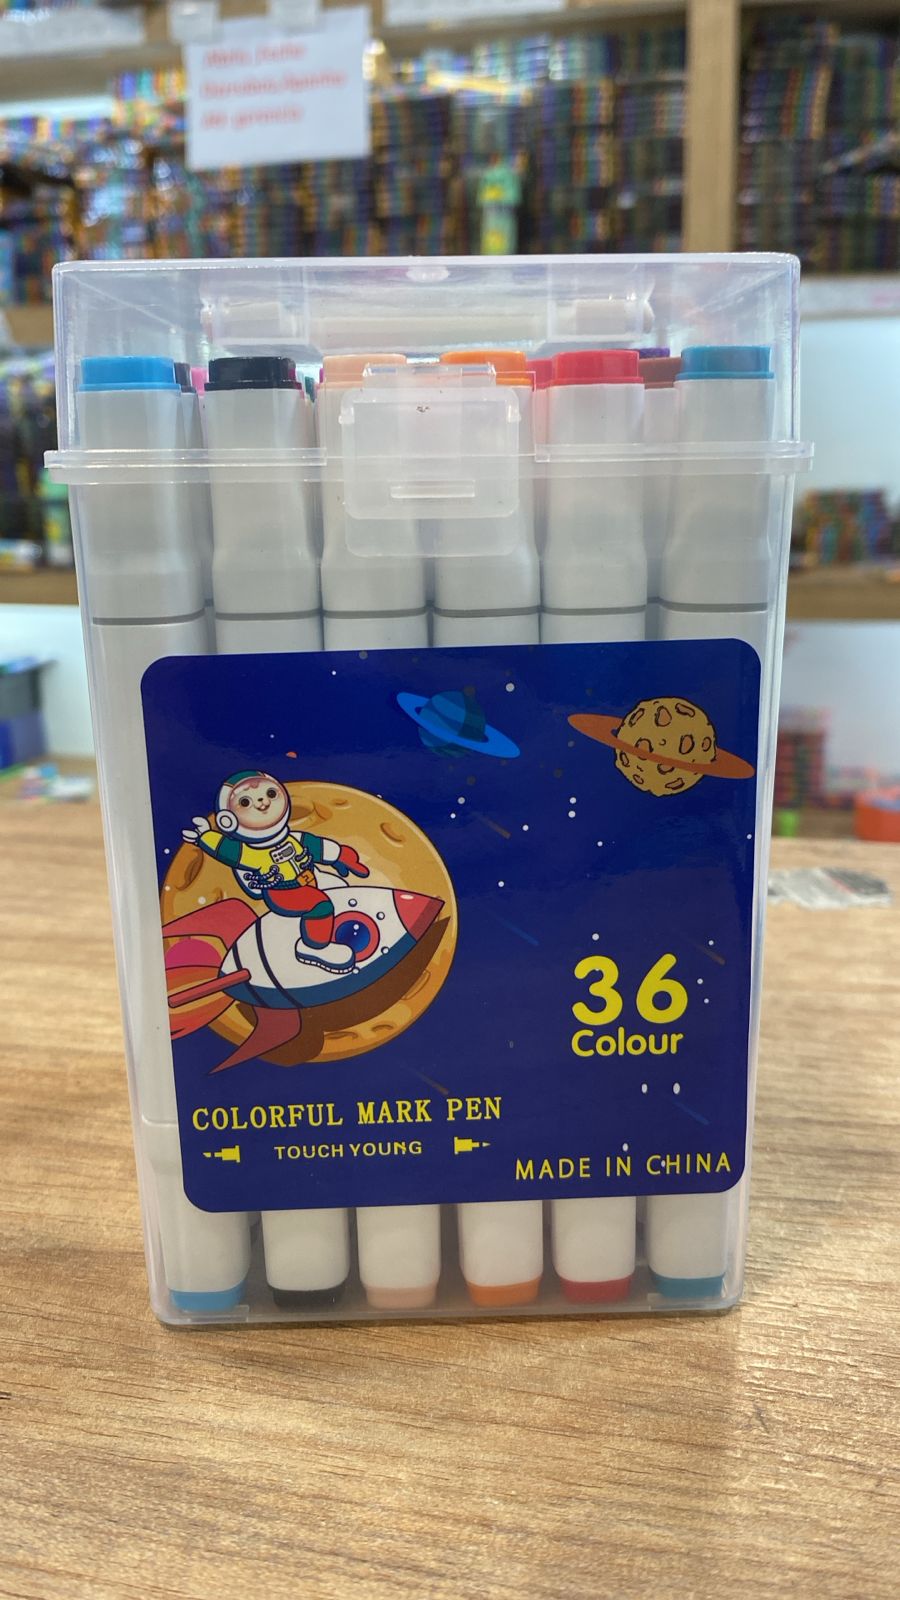 36
Colour
COLORFUL MARK PEN
TOUCH YOUNG
MADE IN CHINA